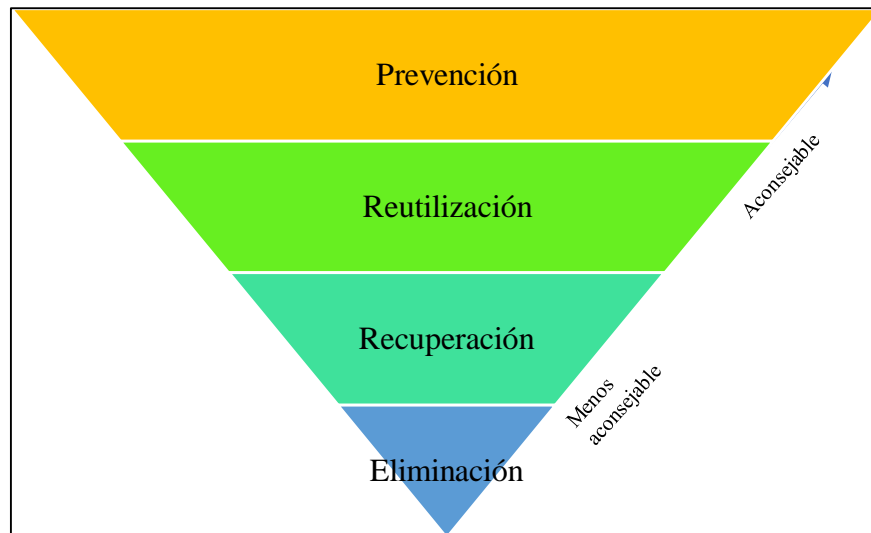 Prevención
Aconsejable
Reutilización
Recuperación
Menos
aconsejable
Eliminación